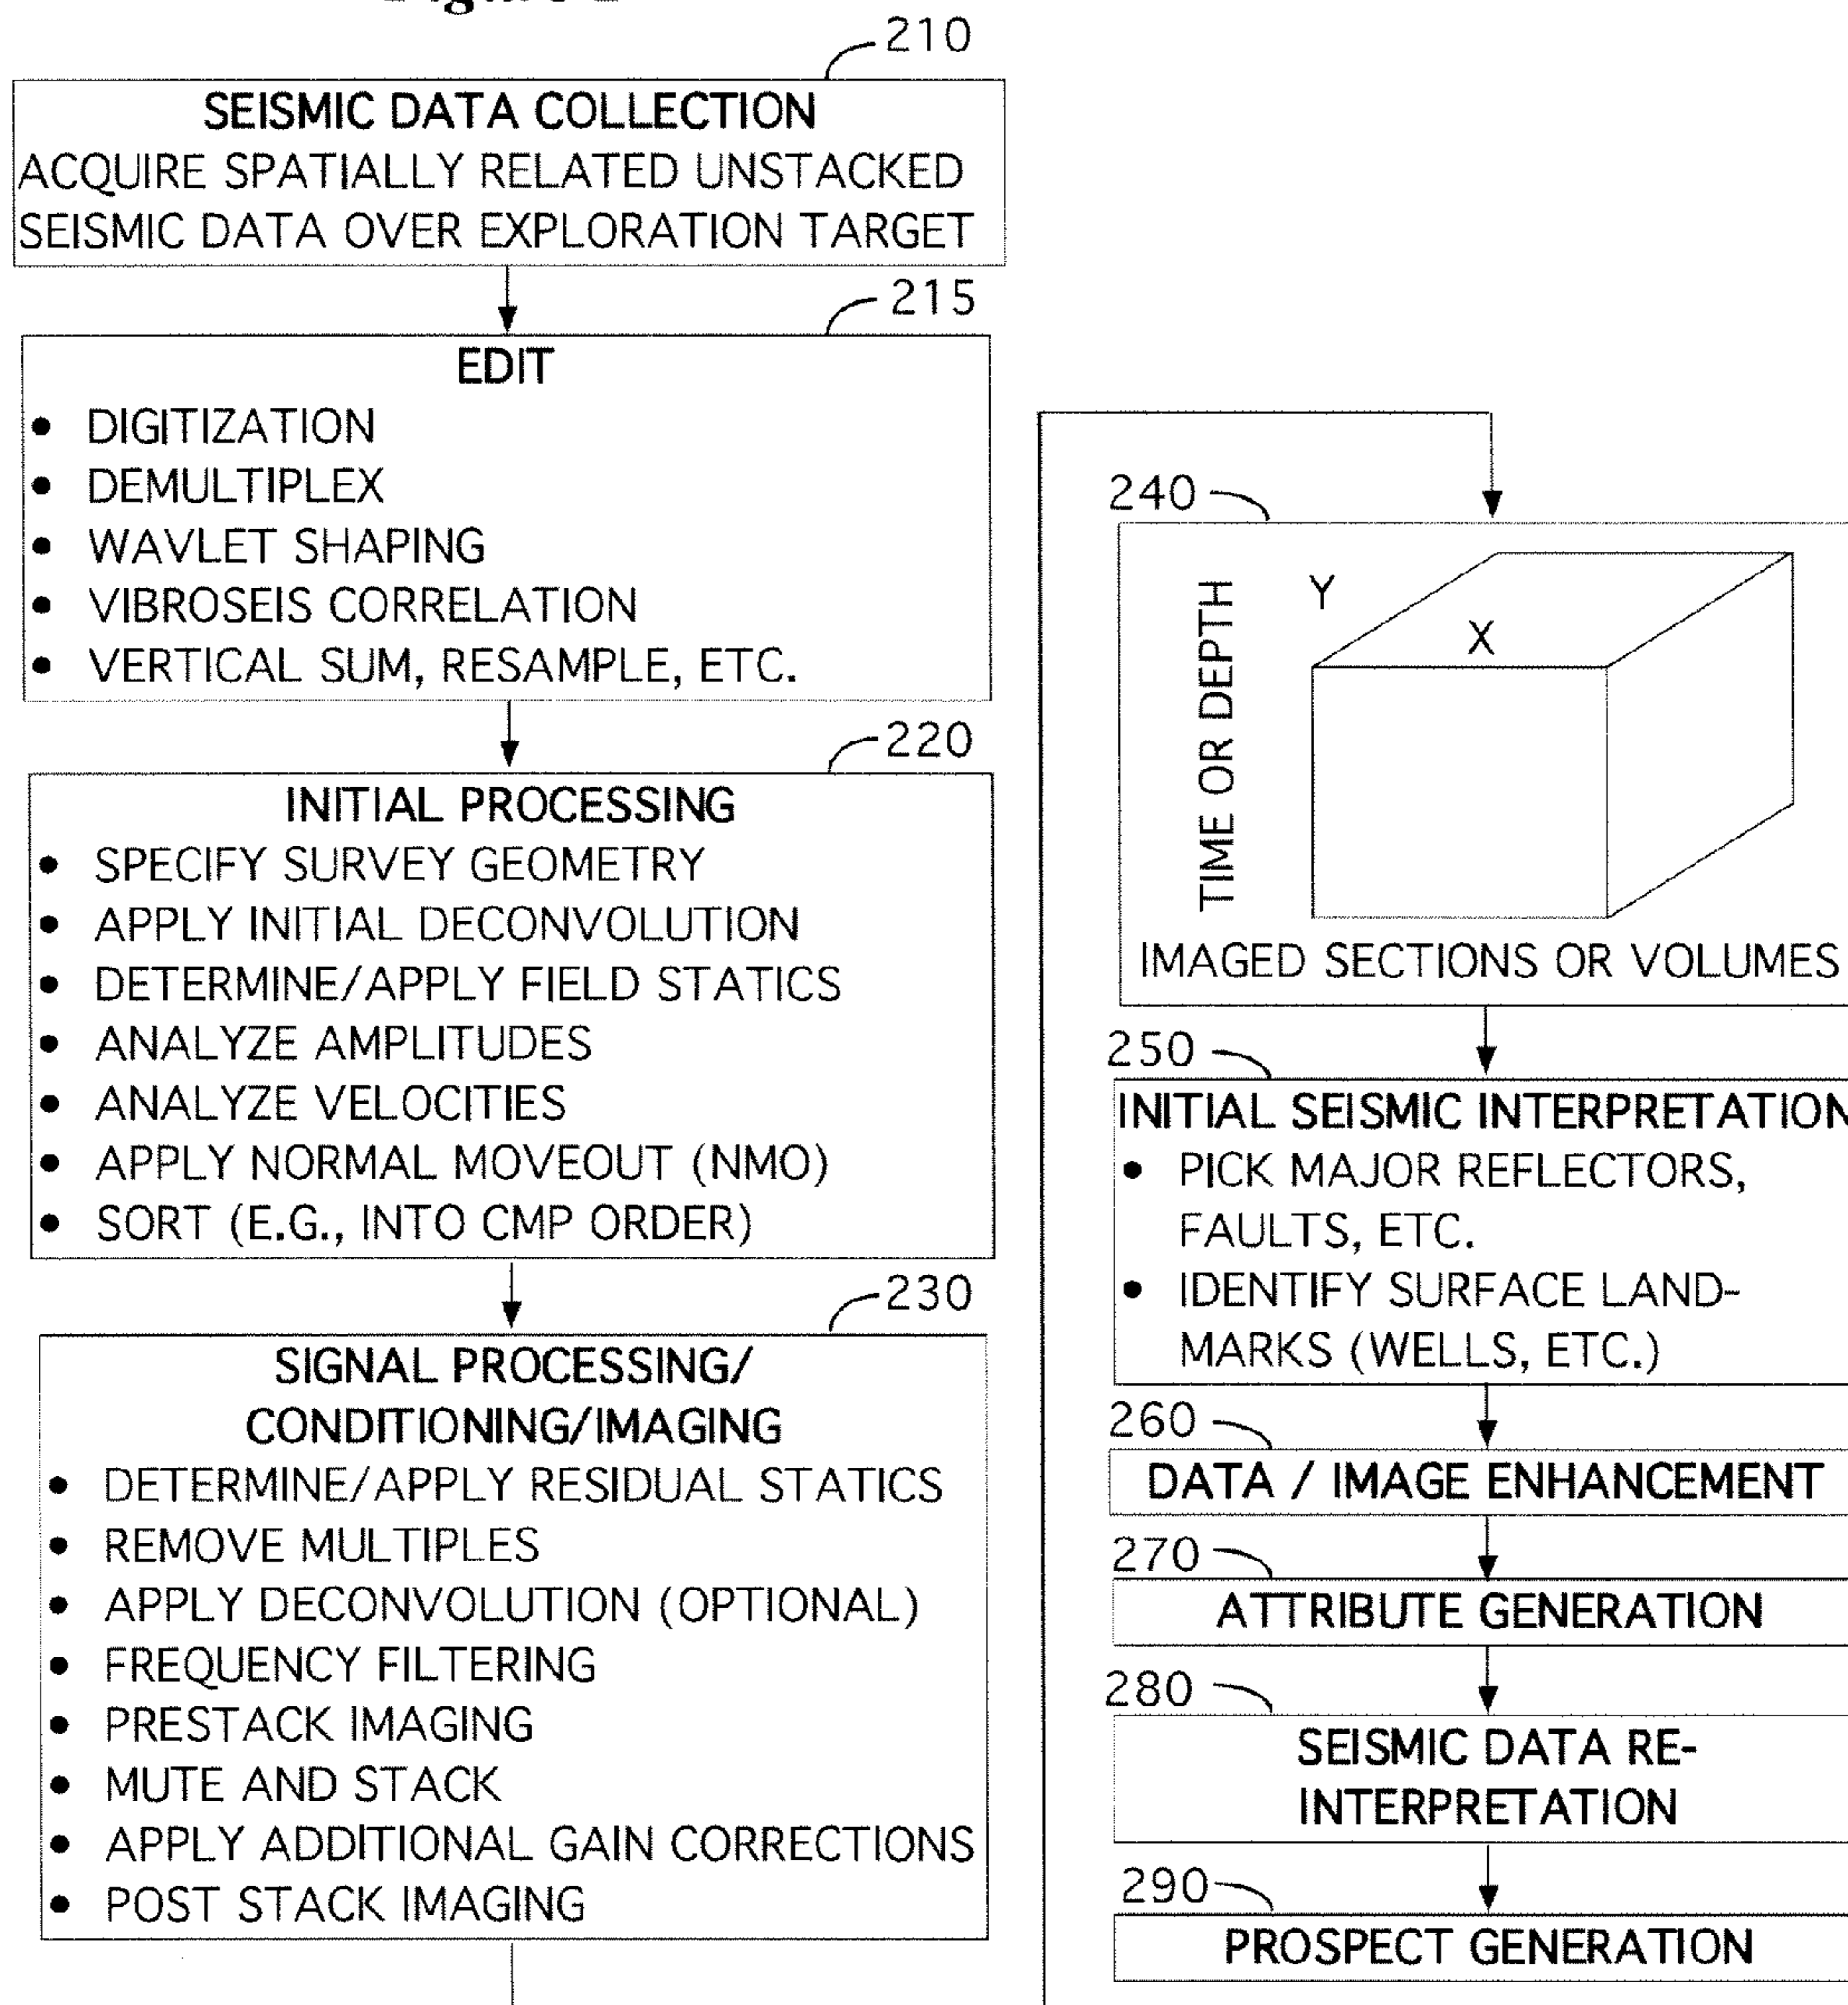 210
SEISMIC DATA COLLECTION
ACQUIRE SPATIALLY RELATED UNSTACKED
SEISMIC DATA OVER EXPLORATION TARGET
215
EDIT
• DIGITIZATION
• DEMULTIPLEX
• WAVLET SHAPING
• VIBROSEIS CORRELATION
• VERTICAL SUM, RESAMPLE, ETC.
220
INITIAL PROCESSING
• SPECIFY SURVEY GEOMETRY
• APPLY INITIAL DECONVOLUTION
• DETERMINE/APPLY FIELD STATICS
• ANALYZE AMPLITUDES
• ANALYZE VELOCITIES
• APPLY NORMAL MOVEOUT (NMO)
• SORT (E.G., INTO CMP ORDER)
230
SIGNAL PROCESSING/
CONDITIONING/IMAGING
• DETERMINE/APPLY RESIDUAL STATICS
• REMOVE MULTIPLES
• APPLY DECONVOLUTION (OPTIONAL)
• FREQUENCY FILTERING
• PRESTACK IMAGING
• MUTE AND STACK
• APPLY ADDITIONAL GAIN CORRECTIONS
• POST STACK IMAGING
240
TIME OR DEPTH
Y
X
IMAGED SECTIONS OR VOLUMES
250
INITIAL SEISMIC INTERPRETATION
• PICK MAJOR REFLECTORS,
FAULTS, ETC.
• IDENTIFY SURFACE LAND-
MARKS (WELLS, ETC.)
260
DATA / IMAGE ENHANCEMENT
270
ATTRIBUTE GENERATION
280
SEISMIC DATA RE-
INTERPRETATION
290
PROSPECT GENERATION